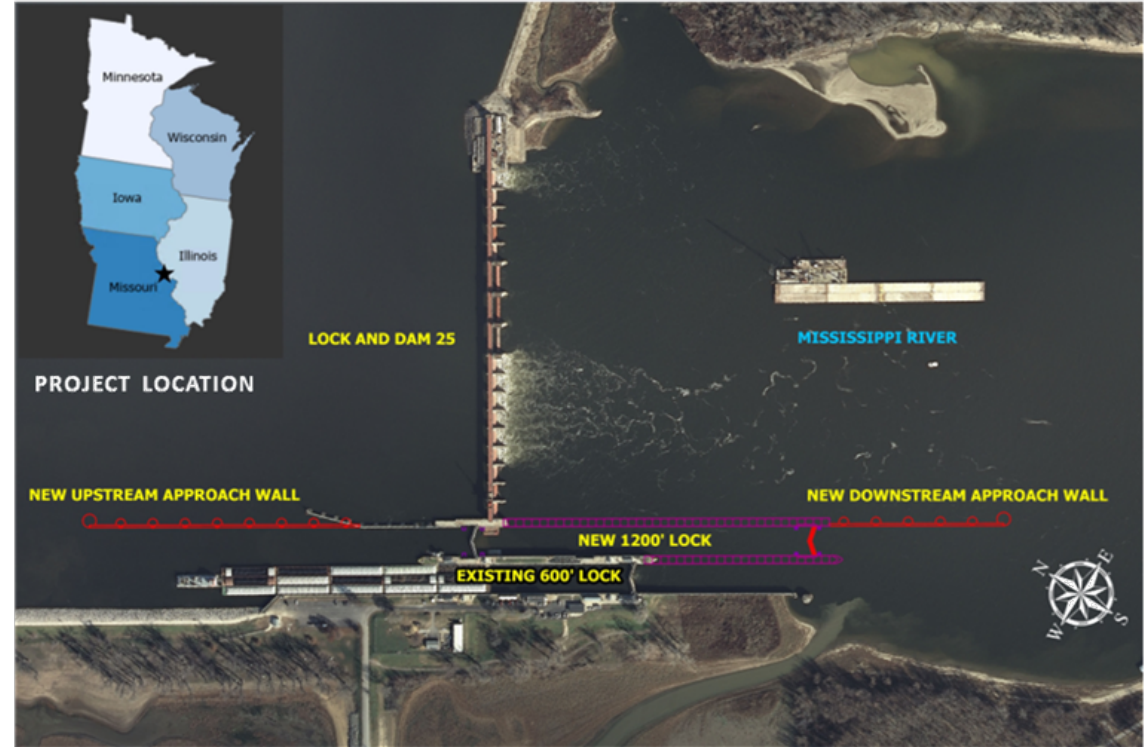 Minnesota
Wisconsin
Iowa
Illinois
Missouri
PROJECT LOCATION
LOCK AND DAM 25
MISSISSIPPI RIVER
NEW UPSTREAM APPROACH WALL
NEW DOWNSTREAM APPROACH WALL
NEW 1200' LOCK
EXISTING 600' LOCK
N
E
W
S